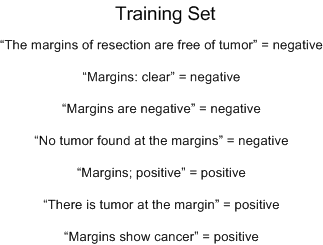 Training Set
“The margins of resection are free of tumor” = negative
“Margins: clear” = negative
“Margins are negative” = negative
“No tumor found at the margins” = negative
“Margins; positive” = positive
“There is tumor at the margin” = positive
“Margins show cancer” = positive